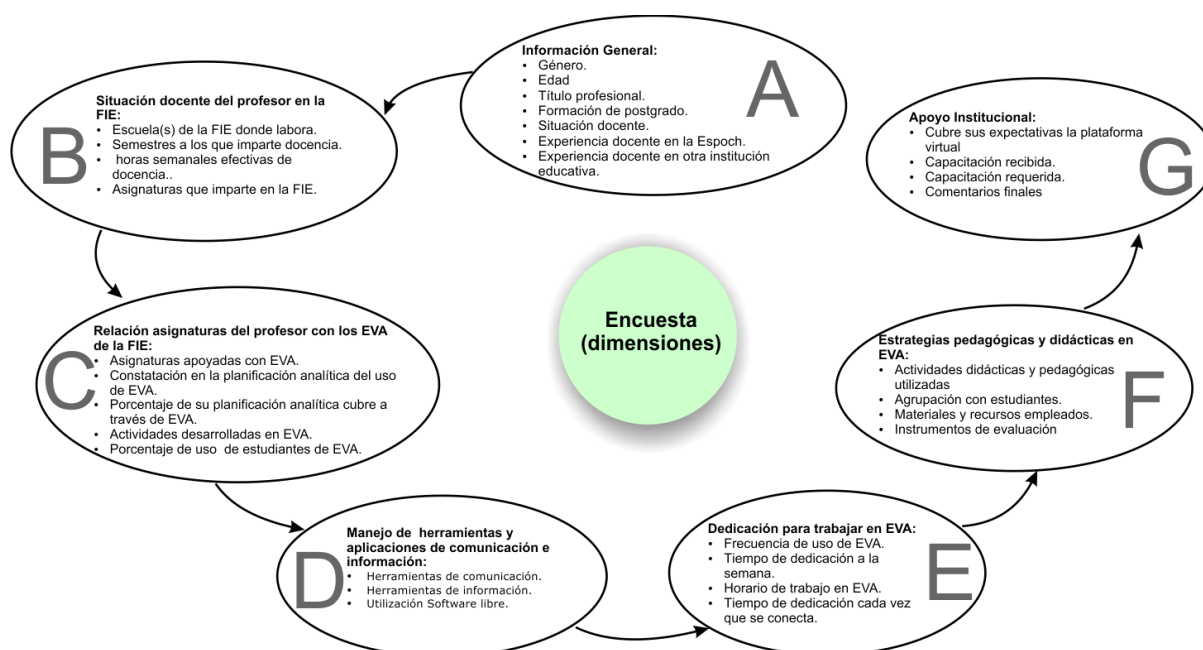 Información General:
• Género.
• Edad
• Título profesional.
• Formación de postgrado.
• Situación docente.
• Experiencia docente en la Espoch.
• Experiencia docente en otra institución
educativa.
A
Situación docente del profesor en la
FIE:
• Escuela(s) de la FIE donde labora.
• Semestres a los que imparte docencia.
• horas semanales efectivas de
docencia..
• Asignaturas que imparte en la FIE.
B
Relación asignaturas del profesor con los EVA
de la FIE:
• Asignaturas apoyadas con EVA.
• Constatación en la planificación analítica del uso
de EVA.
• Porcentaje de su planificación analítica cubre a
través de EVA.
• Actividades desarrolladas en EVA.
• Porcentaje de uso de estudiantes de EVA.
C
Manejo de herramientas y
aplicaciones de comunicación e
información:
• Herramientas de comunicación.
• Herramientas de información.
• Utilización Software libre.
D
Dedicación para trabajar en EVA:
• Frecuencia de uso de EVA.
• Tiempo de dedicación a la
semana.
• Horario de trabajo en EVA.
• Tiempo de dedicación cada vez
que se conecta.
E
Estrategias pedagógicas y didácticas en
EVA:
• Actividades didácticas y pedagógicas
utilizadas
• Agrupación con estudiantes.
• Materiales y recursos empleados.
• Instrumentos de evaluación
F
Apoyo Institucional:
• Cubre sus expectativas la plataforma
virtual
• Capacitación recibida.
• Capacitación requerida.
• Comentarios finales
G
Encuesta
(dimensiones)